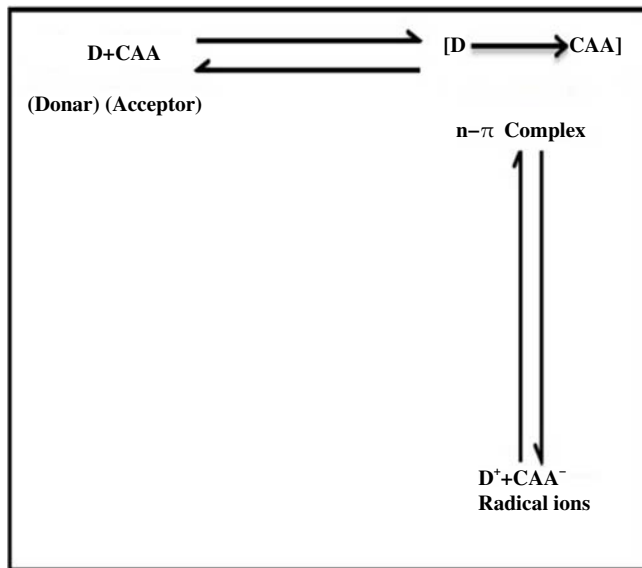 D+CAA
[D CAA]
(Donar) (Acceptor)
n−π Complex
D⁺+CAA⁻
Radical ions